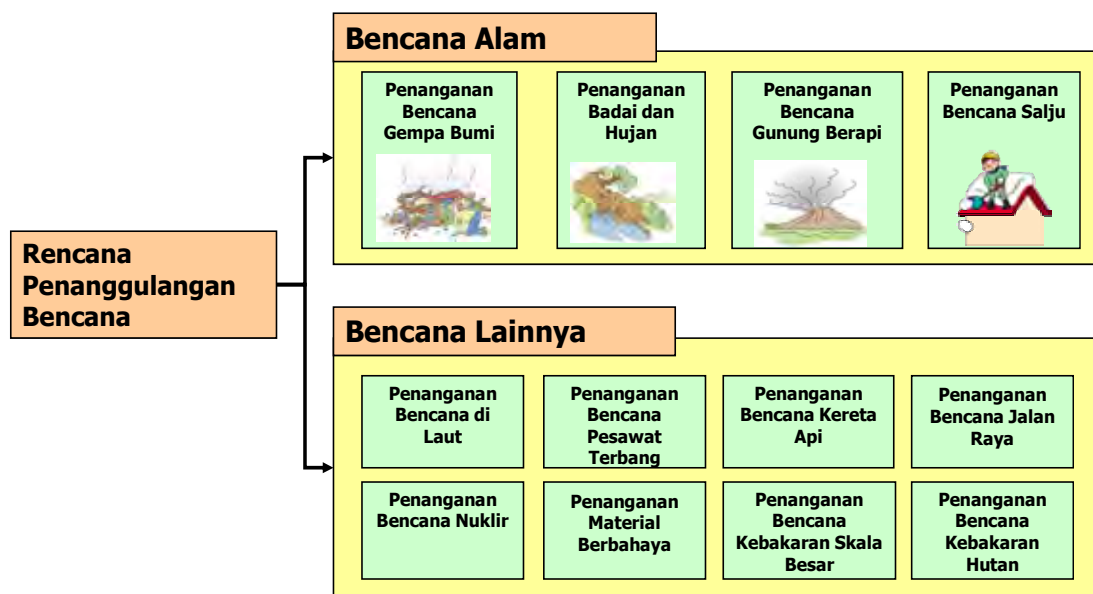 Bencana Alam
Penanganan
Bencana
Gempa Bumi
Penanganan
Badai dan
Hujan
Penanganan
Bencana
Gunung Berapi
Penanganan
Bencana Salju
Rencana
Penanggulangan
Bencana
Bencana Lainnya
Penanganan
Bencana di
Laut
Penanganan
Bencana
Pesawat
Terbang
Penanganan
Bencana Kereta
Api
Penanganan
Bencana Jalan
Raya
Penanganan
Bencana Nuklir
Penanganan
Material
Berbahaya
Penanganan
Bencana
Kebakaran Skala
Besar
Penanganan
Bencana
Kebakaran
Hutan